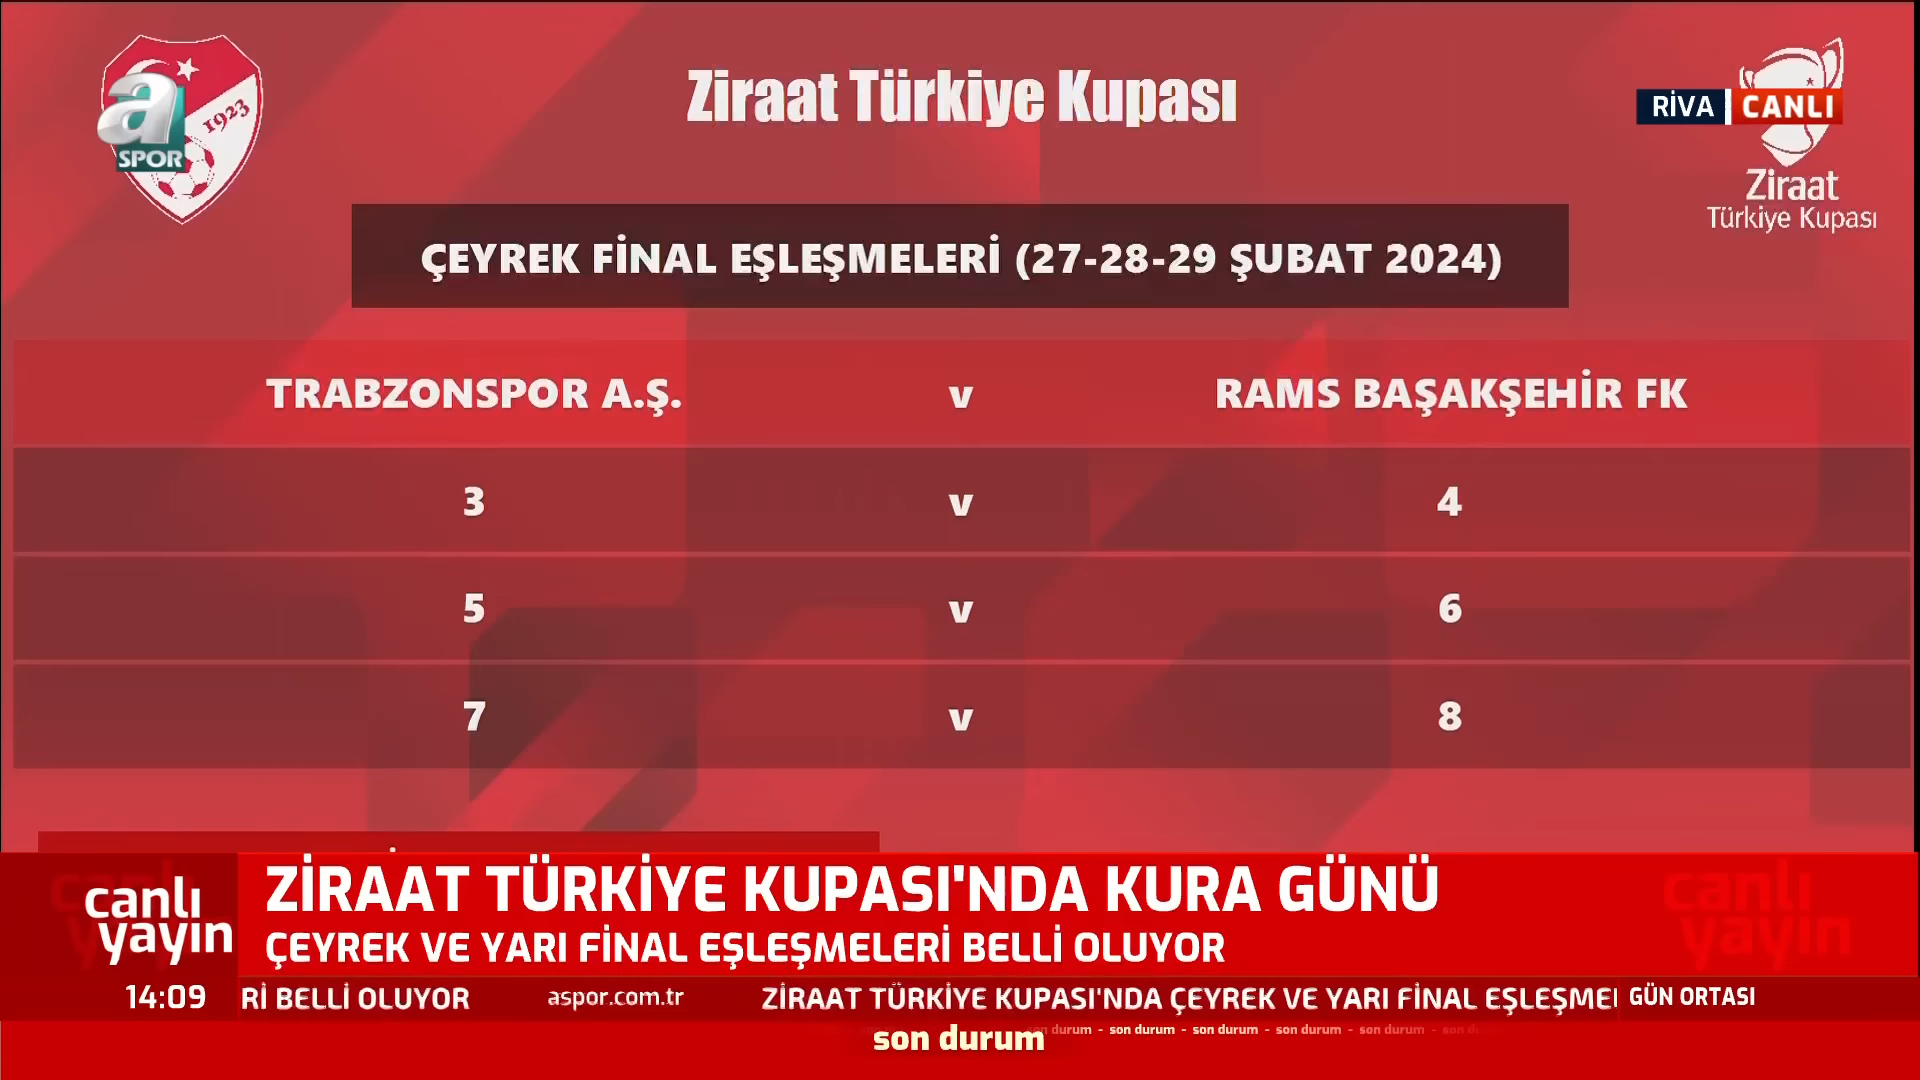 Ziraat Türkiye Kupası
a
SPOR
1923
RİVA CANLI
Ziraat
Türkiye Kupası
ÇEYREK FİNAL EŞLEŞMELERİ (27-28-29 ŞUBAT 2024)
TRABZONSPOR A.Ş. v RAMS BAŞAKŞEHİR FK
3 v 4
5 v 6
7 v 8
canlı
yayın
ZİRAAT TÜRKİYE KUPASI'NDA KURA GÜNÜ
ÇEYREK VE YARI FİNAL EŞLEŞMELERİ BELLİ OLUYOR
canlı
yayın
14:09 Rİ BELLİ OLUYOR aspor.com.tr ZİRAAT TÜRKİYE KUPASI'NDA ÇEYREK VE YARI FİNAL EŞLEŞME GÜN ORTASI
son durum
durum - son durum - son durum - son durum - son durum -